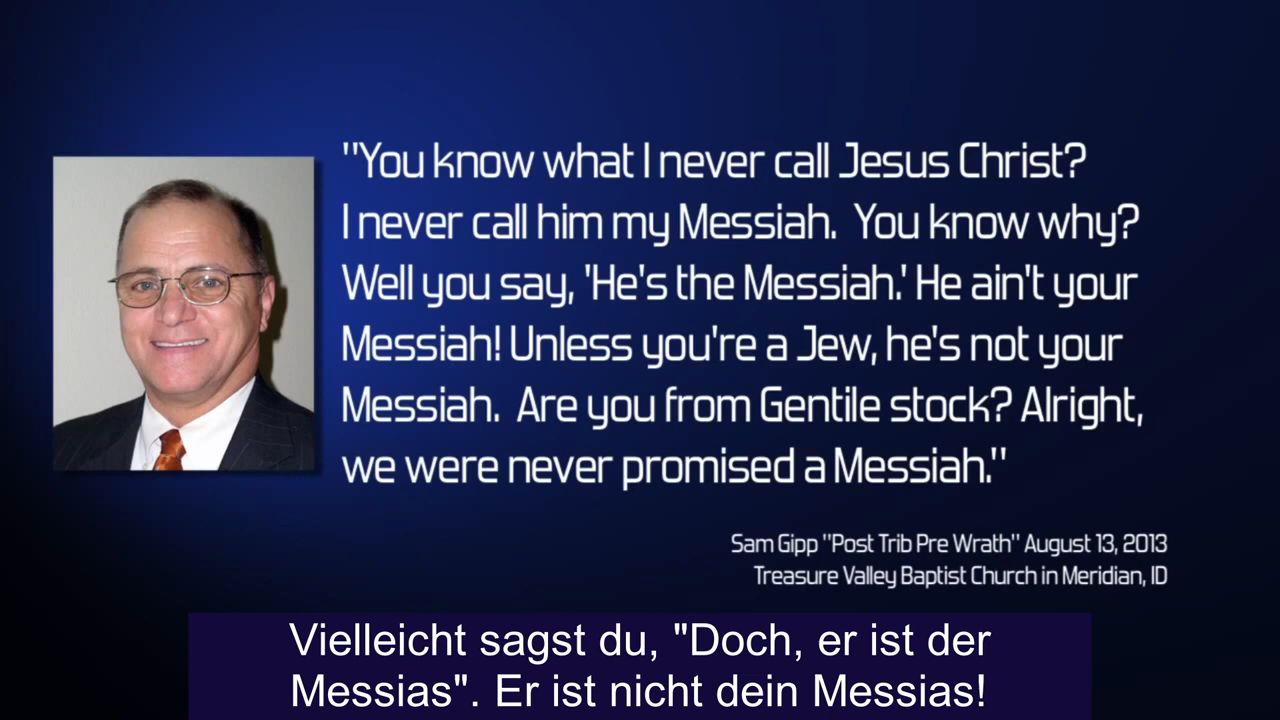 "You know what I never call Jesus Christ?
I never call him my Messiah. You know why?
Well you say, 'He's the Messiah.' He ain't your
Messiah! Unless you're a Jew, he's not your
Messiah. Are you from Gentile stock? Alright,
we were never promised a Messiah."
Sam Gipp "Post Trib Pre Wrath" August 13, 2013
Treasure Valley Baptist Church in Meridian, ID
Vielleicht sagst du, "Doch, er ist der
Messias". Er ist nicht dein Messias!